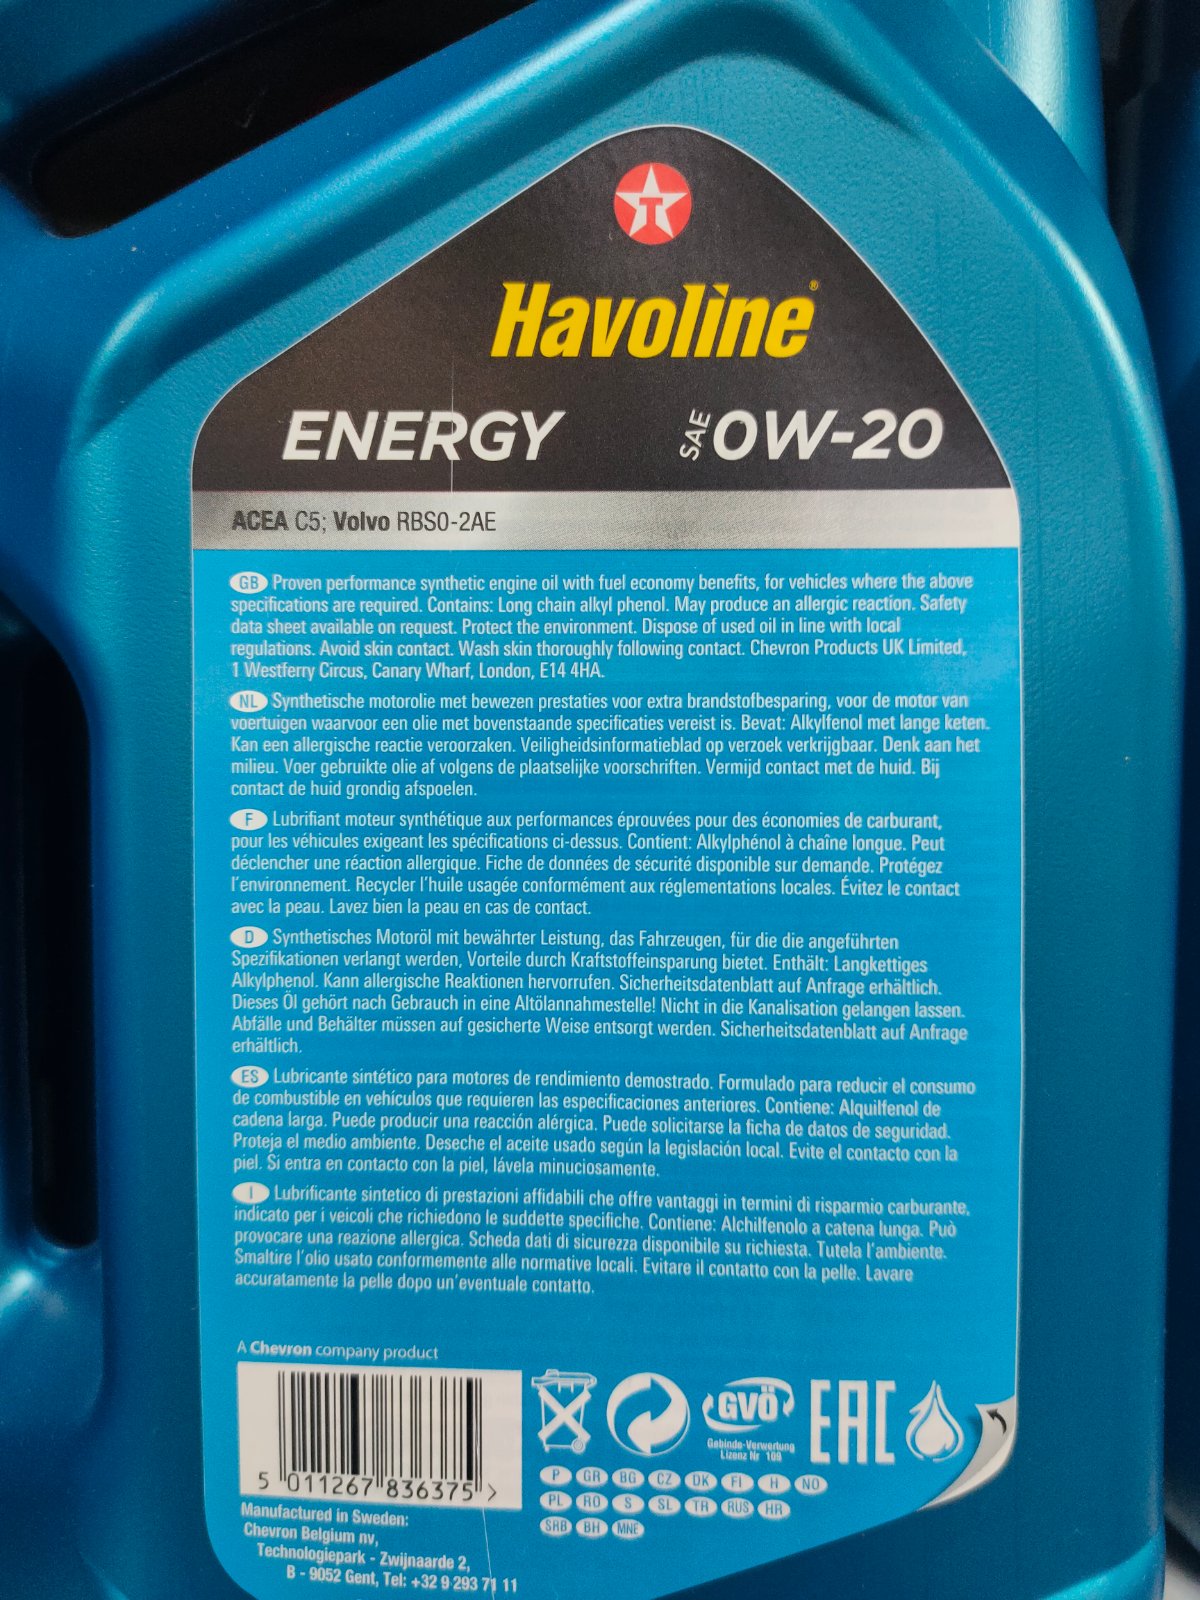 T
Havoline®
ENERGY SAE 0W-20
ACEA C5; Volvo RBS0-2AE
GB Proven performance synthetic engine oil with fuel economy benefits, for vehicles where the above
specifications are required. Contains: Long chain alkyl phenol. May produce an allergic reaction. Safety
data sheet available on request. Protect the environment. Dispose of used oil in line with local
regulations. Avoid skin contact. Wash skin thoroughly following contact. Chevron Products UK Limited,
1 Westferry Circus, Canary Wharf, London, E14 4HA.
NL Synthetische motorolie met bewezen prestaties voor extra brandstofbesparing, voor de motor van
voertuigen waarvoor een olie met bovenstaande specificaties vereist is. Bevat: Alkylfenol met lange keten.
Kan een allergische reactie veroorzaken. Veiligheidsinformatieblad op verzoek verkrijgbaar. Denk aan het
milieu. Voer gebruikte olie af volgens de plaatselijke voorschriften. Vermijd contact met de huid. Bij
contact de huid grondig afspoelen.
F Lubrifiant moteur synthétique aux performances éprouvées pour des économies de carburant,
pour les véhicules exigeant les spécifications ci-dessus. Contient: Alkylphénol à chaîne longue. Peut
déclencher une réaction allergique. Fiche de données de sécurité disponible sur demande. Protégez
l'environnement. Recycler l'huile usagée conformément aux réglementations locales. Évitez le contact
avec la peau. Lavez bien la peau en cas de contact.
D Synthetisches Motoröl mit bewährter Leistung, das Fahrzeugen, für die die angeführten
Spezifikationen verlangt werden, Vorteile durch Kraftstoffeinsparung bietet. Enthält: Langkettiges
Alkylphenol. Kann allergische Reaktionen hervorrufen. Sicherheitsdatenblatt auf Anfrage erhältlich.
Dieses Öl gehört nach Gebrauch in eine Altölannahmestelle! Nicht in die Kanalisation gelangen lassen.
Abfälle und Behälter müssen auf gesicherte Weise entsorgt werden. Sicherheitsdatenblatt auf Anfrage
erhältlich.
ES Lubricante sintético para motores de rendimiento demostrado. Formulado para reducir el consumo
de combustible en vehículos que requieren las especificaciones anteriores. Contiene: Alquilfenol de
cadena larga. Puede producir una reacción alérgica. Puede solicitarse la ficha de datos de seguridad.
Proteja el medio ambiente. Deseche el aceite usado según la legislación local. Evite el contacto con la
piel. Si entra en contacto con la piel, lávela minuciosamente.
I Lubrificante sintetico di prestazioni affidabili che offre vantaggi in termini di risparmio carburante,
indicato per i veicoli che richiedono le suddette specifiche. Contiene: Alchilfenolo a catena lunga. Può
provocare una reazione allergica. Scheda dati di sicurezza disponibile su richiesta. Tutela l'ambiente.
Smaltire l'olio usato conformemente alle normative locali. Evitare il contatto con la pelle. Lavare
accuratamente la pelle dopo un'eventuale contatto.
A Chevron company product
5 011267 836375 >
GVÖ
Gebinde-Verwertung
Lizenz Nr 109
EAC
P GR BG CZ DK FI H NO
PL RO S SL TR RUS HR
SRB BH MNE
Manufactured in Sweden:
Chevron Belgium nv,
Technologiepark - Zwijnaarde 2,
B - 9052 Gent, Tel: +32 9 293 71 11